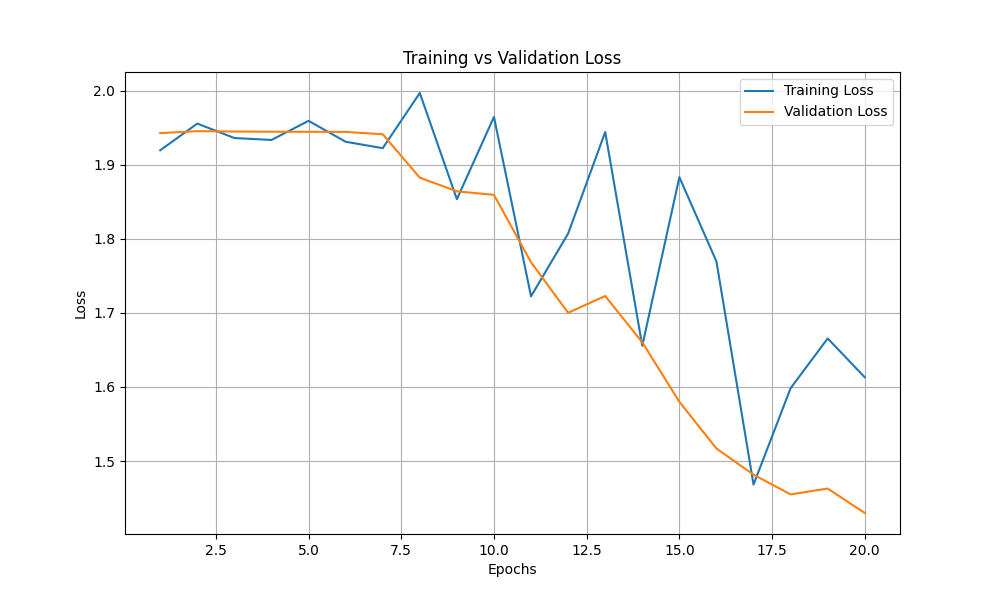 Training vs Validation Loss
Training Loss
Validation Loss
2.0
1.9
1.8
1.7
1.6
1.5
Loss
2.5 5.0 7.5 10.0 12.5 15.0 17.5 20.0
Epochs